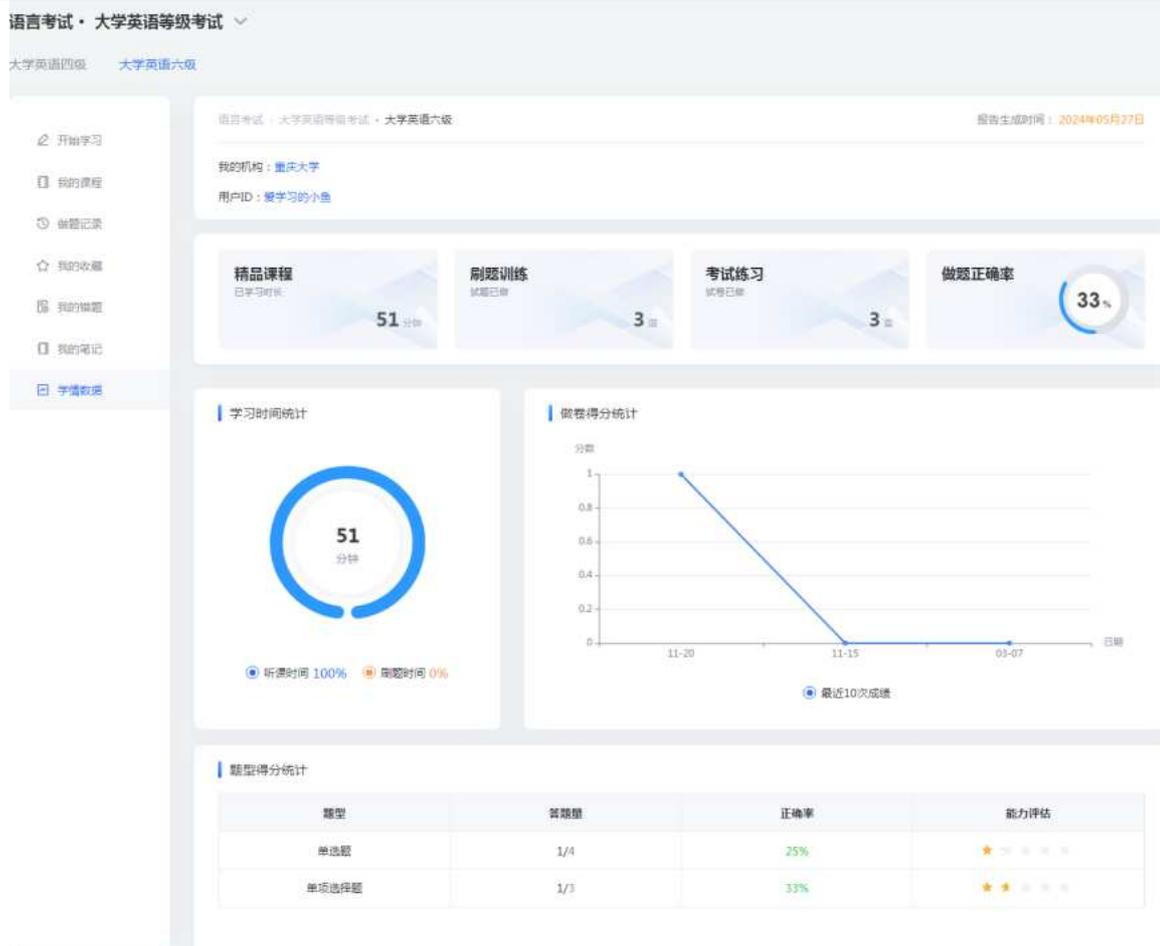 语言考试· 大学英语等级考试
大学英语四级 大学英语六级
语言考试 · 大学英语等级考试 · 大学英语六级 报告生成时间：2024年05月27日
开始学习
我的课程
做题记录
我的收藏
我的错题
我的笔记
学情数据
我的机构：重庆大学
用户ID：爱学习的小鱼
精品课程 刷题训练 考试练习 做题正确率
已学习时长 试题已做 试卷已做
51 分钟 3 道 3 套 33%
学习时间统计 做卷得分统计
分数
1
0.8
0.6
0.4
0.2
0
51
分钟
日期
11-20 11-15 03-07
听课时间 100% 刷题时间 0%
最近10次成绩
题型得分统计
题型 答题量 正确率 能力评估
单选题 1/4 25%
单项选择题 1/3 33%